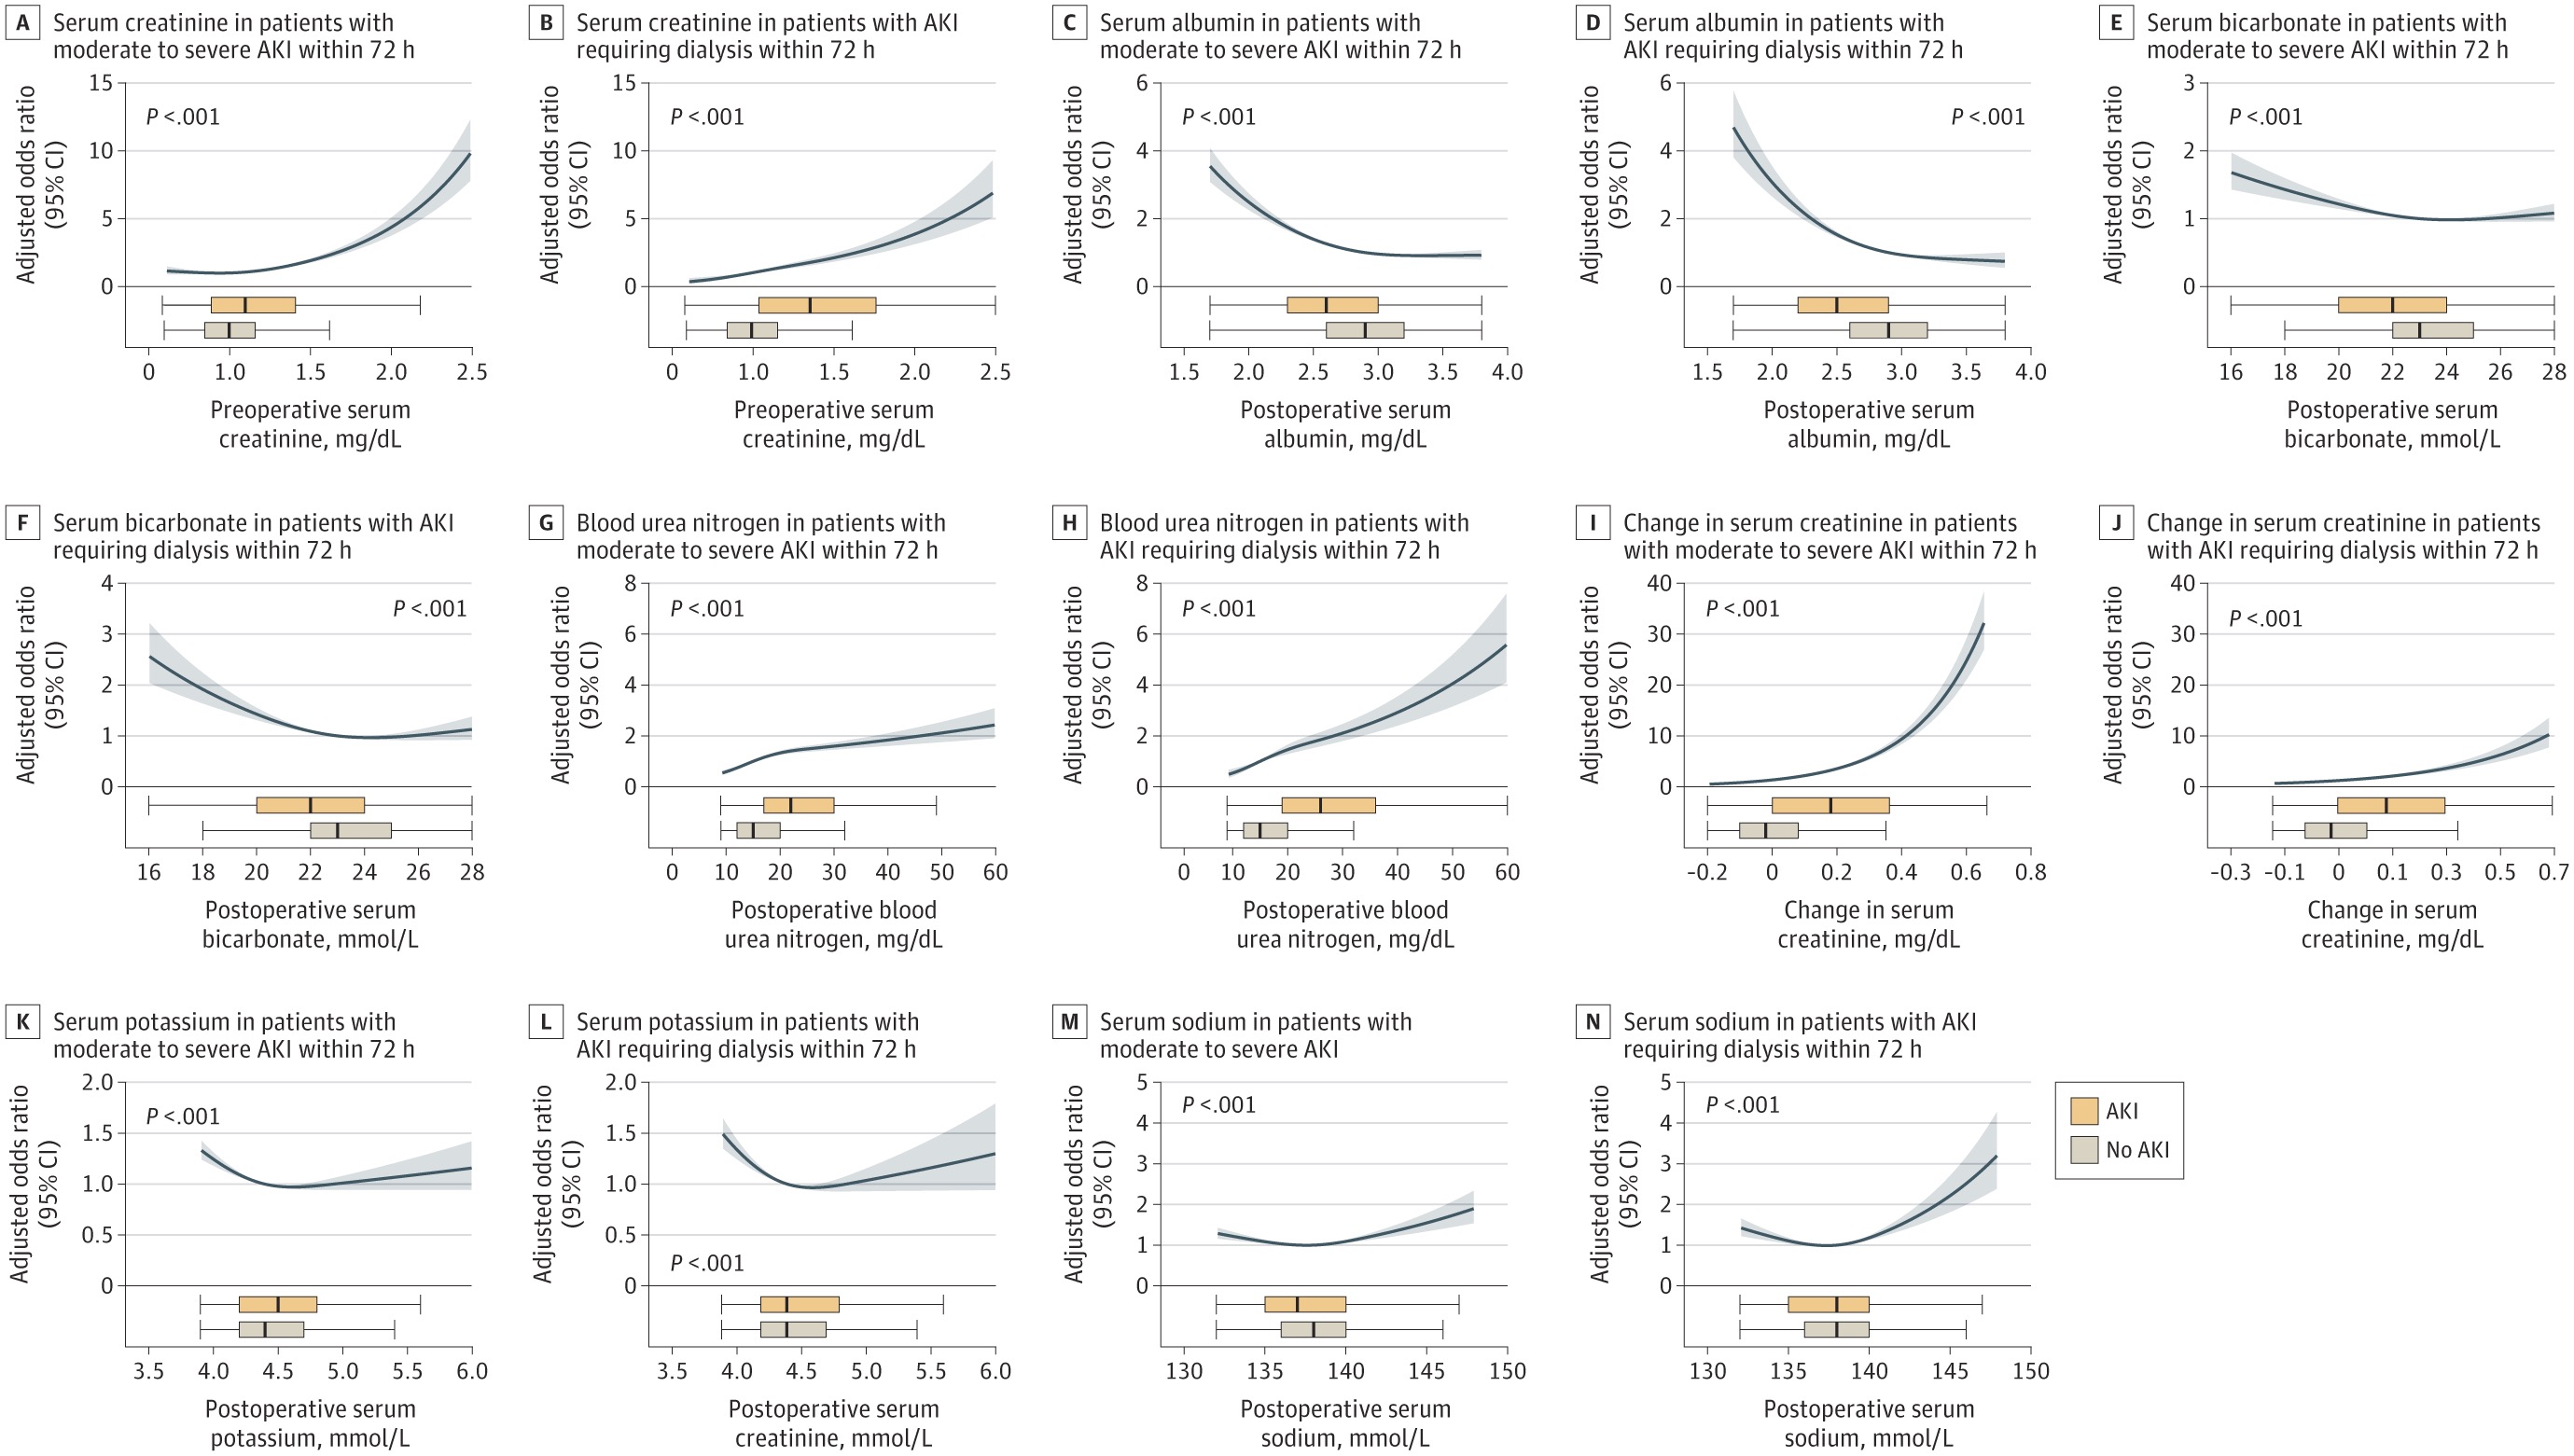 A Serum creatinine in patients with
moderate to severe AKI within 72 h
Adjusted odds ratio
(95% CI)
15
10
5
0
P <.001
0 1.0 1.5 2.0 2.5
Preoperative serum
creatinine, mg/dL
B Serum creatinine in patients with AKI
requiring dialysis within 72 h
Adjusted odds ratio
(95% CI)
15
10
5
0
P <.001
0 1.0 1.5 2.0 2.5
Preoperative serum
creatinine, mg/dL
C Serum albumin in patients with
moderate to severe AKI within 72 h
Adjusted odds ratio
(95% CI)
6
4
2
0
P <.001
1.5 2.0 2.5 3.0 3.5 4.0
Postoperative serum
albumin, mg/dL
D Serum albumin in patients with
AKI requiring dialysis within 72 h
Adjusted odds ratio
(95% CI)
6
4
2
0
P <.001
1.5 2.0 2.5 3.0 3.5 4.0
Postoperative serum
albumin, mg/dL
E Serum bicarbonate in patients with
moderate to severe AKI within 72 h
Adjusted odds ratio
(95% CI)
3
2
1
0
P <.001
16 18 20 22 24 26 28
Postoperative serum
bicarbonate, mmol/L
F Serum bicarbonate in patients with AKI
requiring dialysis within 72 h
Adjusted odds ratio
(95% CI)
4
3
2
1
0
P <.001
16 18 20 22 24 26 28
Postoperative serum
bicarbonate, mmol/L
G Blood urea nitrogen in patients with
moderate to severe AKI within 72 h
Adjusted odds ratio
(95% CI)
8
6
4
2
0
P <.001
0 10 20 30 40 50 60
Postoperative blood
urea nitrogen, mg/dL
H Blood urea nitrogen in patients with
AKI requiring dialysis within 72 h
Adjusted odds ratio
(95% CI)
8
6
4
2
0
P <.001
0 10 20 30 40 50 60
Postoperative blood
urea nitrogen, mg/dL
I Change in serum creatinine in patients
with moderate to severe AKI within 72 h
Adjusted odds ratio
(95% CI)
40
30
20
10
0
P <.001
-0.2 0 0.2 0.4 0.6 0.8
Change in serum
creatinine, mg/dL
J Change in serum creatinine in patients
with AKI requiring dialysis within 72 h
Adjusted odds ratio
(95% CI)
40
30
20
10
0
P <.001
-0.3 -0.1 0 0.1 0.3 0.5 0.7
Change in serum
creatinine, mg/dL
K Serum potassium in patients with
moderate to severe AKI within 72 h
Adjusted odds ratio
(95% CI)
2.0
1.5
1.0
0.5
0
P <.001
3.5 4.0 4.5 5.0 5.5 6.0
Postoperative serum
potassium, mmol/L
L Serum potassium in patients with
AKI requiring dialysis within 72 h
Adjusted odds ratio
(95% CI)
2.0
1.5
1.0
0.5
0
P <.001
3.5 4.0 4.5 5.0 5.5 6.0
Postoperative serum
creatinine, mmol/L
M Serum sodium in patients with
moderate to severe AKI
Adjusted odds ratio
(95% CI)
5
4
3
2
1
0
P <.001
130 135 140 145 150
Postoperative serum
sodium, mmol/L
N Serum sodium in patients with AKI
requiring dialysis within 72 h
Adjusted odds ratio
(95% CI)
5
4
3
2
1
0
P <.001
130 135 140 145 150
Postoperative serum
sodium, mmol/L
AKI
No AKI